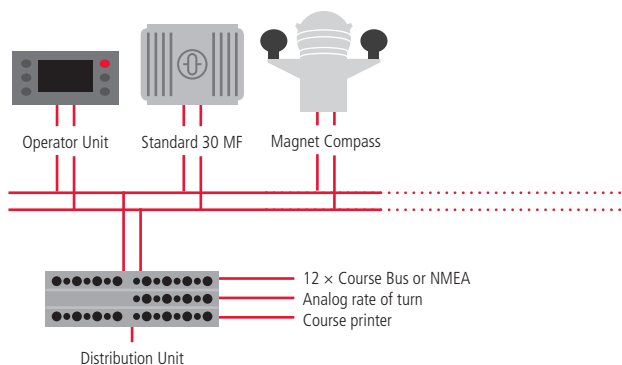 Operator Unit
Standard 30 MF
Magnet Compass
12 × Course Bus or NMEA
Analog rate of turn
Course printer
Distribution Unit